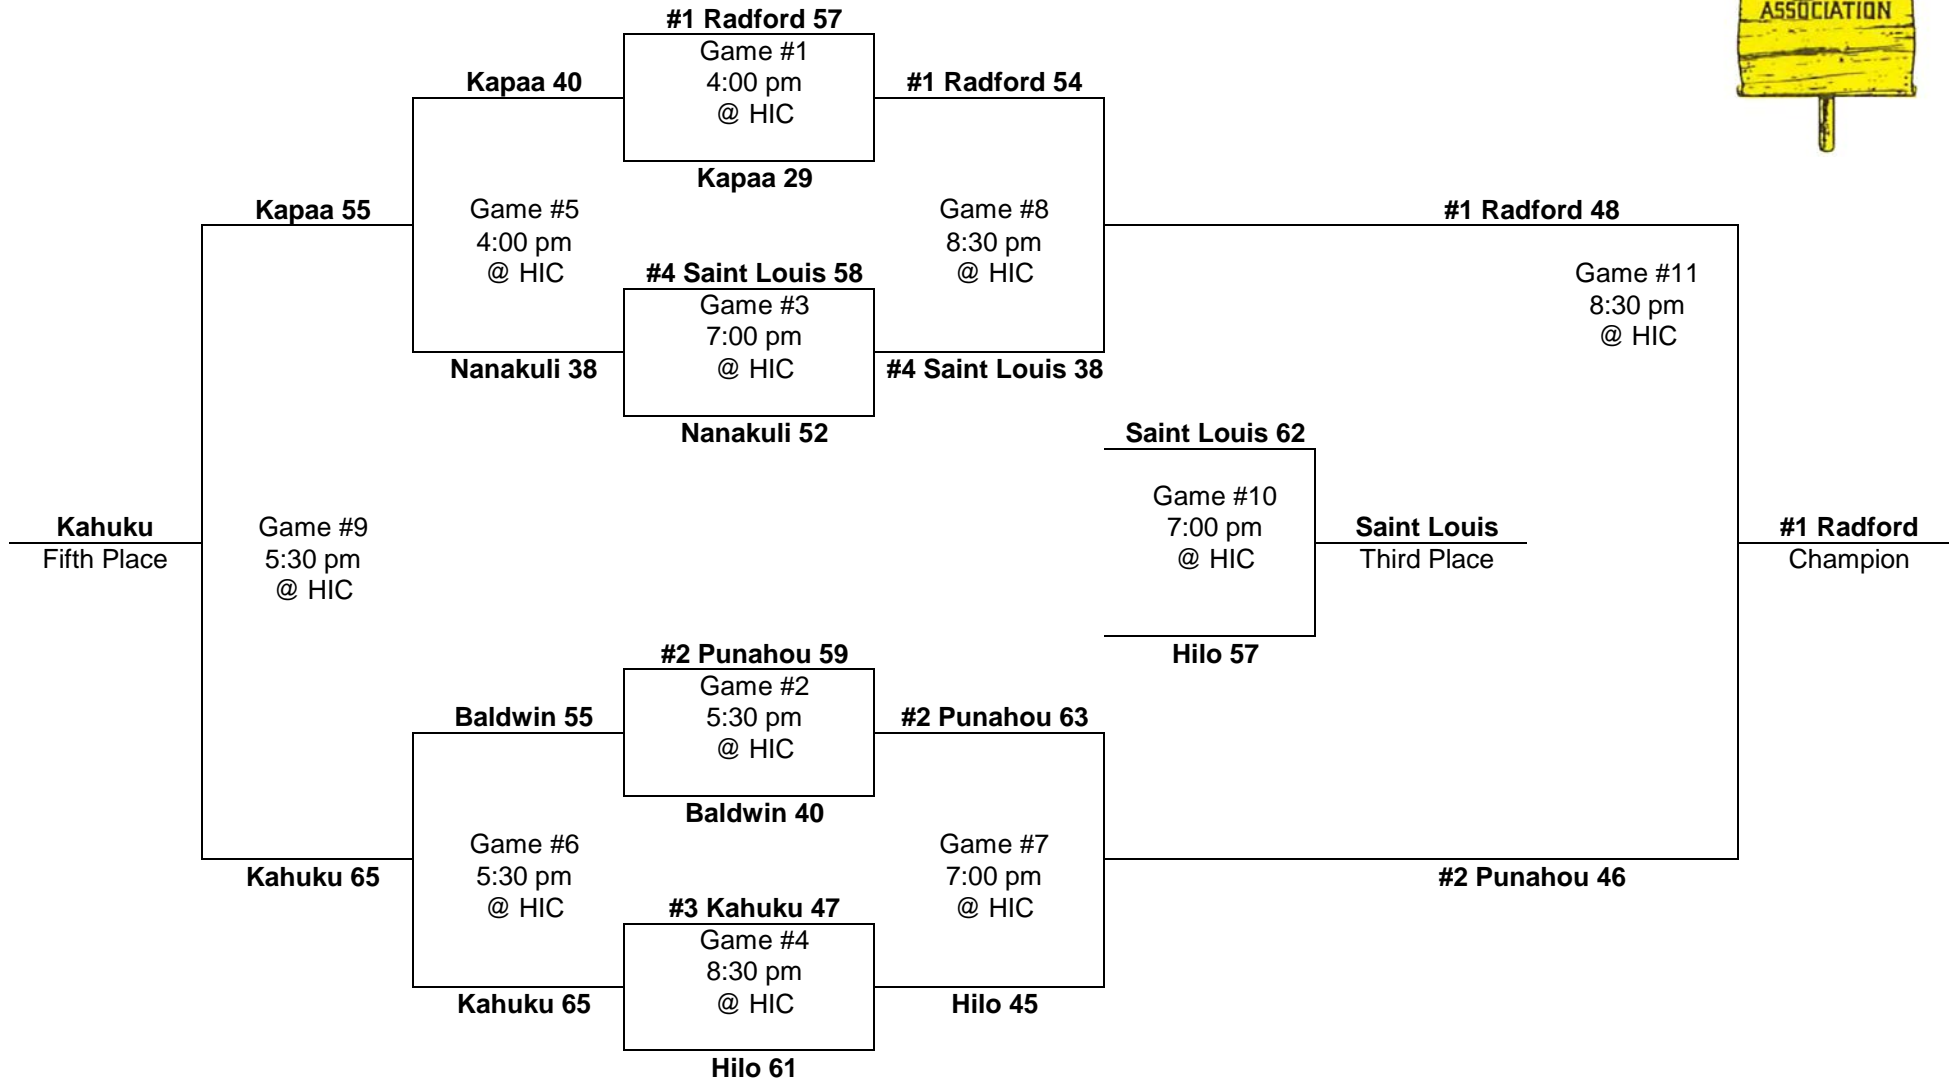 ASSOCIATION
#1 Radford 57
Game #1
4:00 pm
@ HIC
Kapaa 29
Kapaa 40
#1 Radford 54
Kapaa 55
Game #5
4:00 pm
@ HIC
Game #8
8:30 pm
@ HIC
#1 Radford 48
#4 Saint Louis 58
Game #3
7:00 pm
@ HIC
Nanakuli 52
Nanakuli 38
#4 Saint Louis 38
Game #11
8:30 pm
@ HIC
Saint Louis 62
Game #10
7:00 pm
@ HIC
Hilo 57
Kahuku
Fifth Place
Game #9
5:30 pm
@ HIC
Saint Louis
Third Place
#1 Radford
Champion
#2 Punahou 59
Game #2
5:30 pm
@ HIC
Baldwin 40
Baldwin 55
#2 Punahou 63
Game #6
5:30 pm
@ HIC
Game #7
7:00 pm
@ HIC
Kahuku 65
#2 Punahou 46
#3 Kahuku 47
Game #4
8:30 pm
@ HIC
Hilo 61
Kahuku 65
Hilo 45